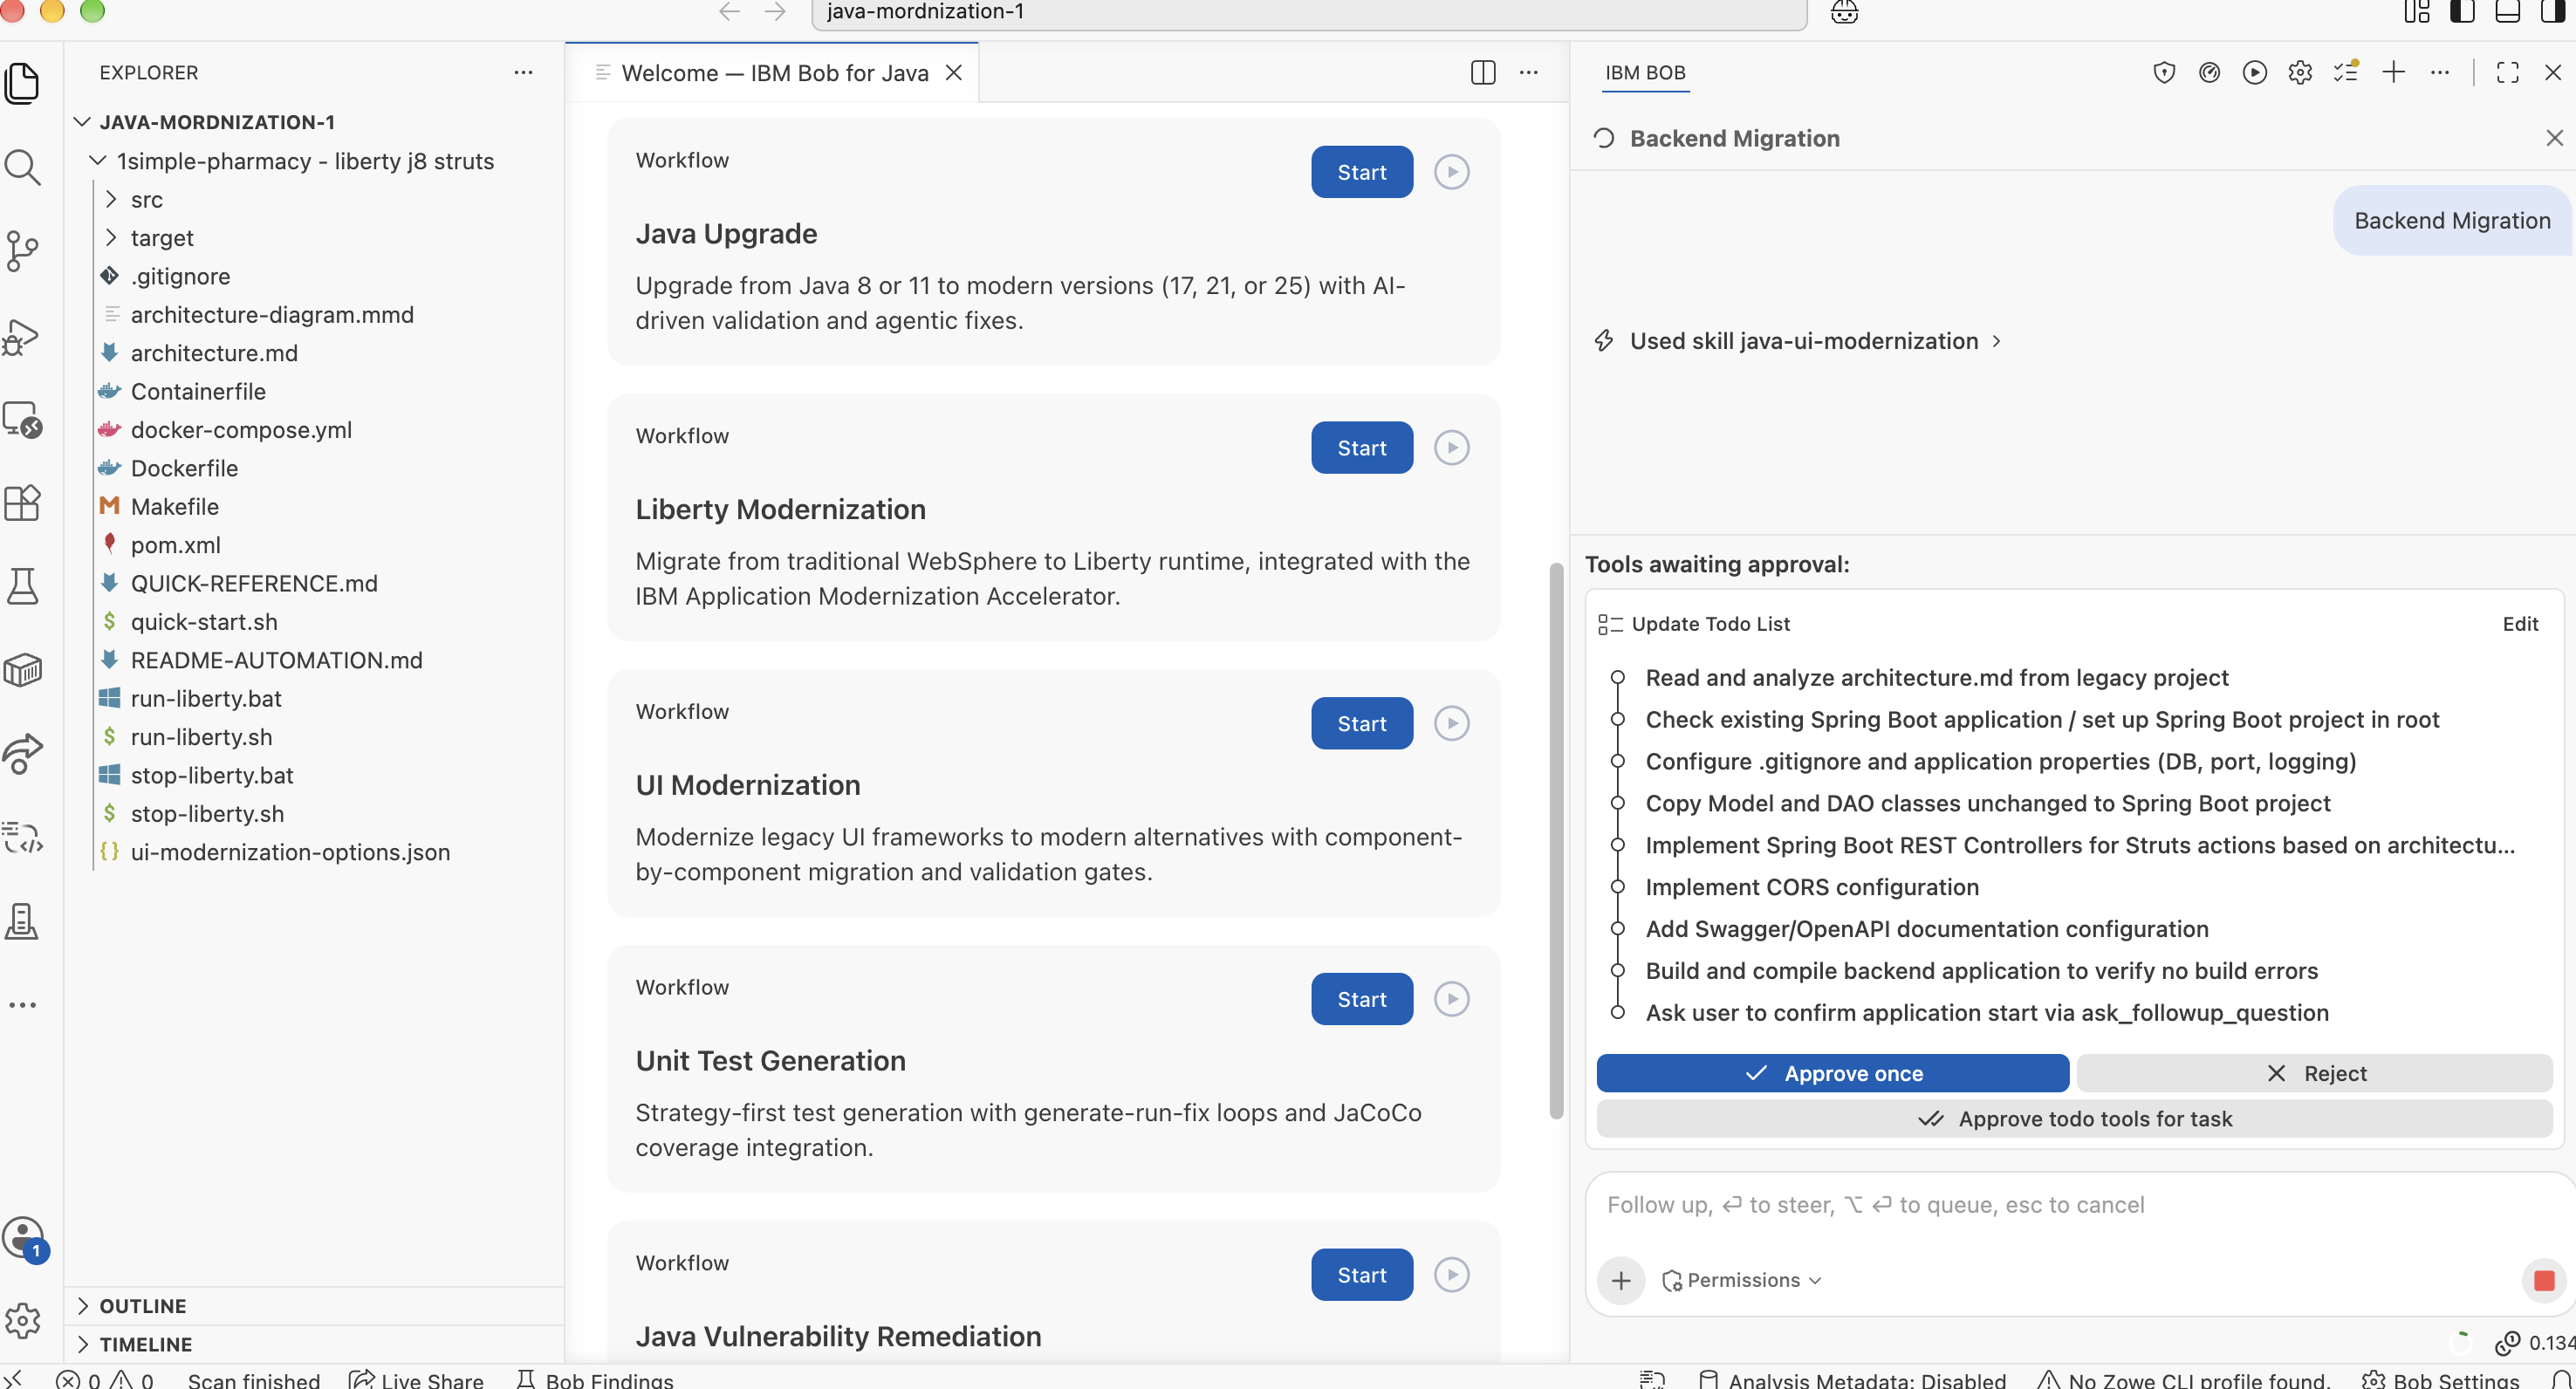 java-mordnization-1
EXPLORER
JAVA-MORDNIZATION-1
1simple-pharmacy - liberty j8 struts
src
target
.gitignore
architecture-diagram.mmd
architecture.md
Containerfile
docker-compose.yml
Dockerfile
Makefile
pom.xml
QUICK-REFERENCE.md
quick-start.sh
README-AUTOMATION.md
run-liberty.bat
run-liberty.sh
stop-liberty.bat
stop-liberty.sh
ui-modernization-options.json
OUTLINE
TIMELINE
1
Welcome — IBM Bob for Java
Workflow
Start
Java Upgrade
Upgrade from Java 8 or 11 to modern versions (17, 21, or 25) with AI-
driven validation and agentic fixes.
Workflow
Start
Liberty Modernization
Migrate from traditional WebSphere to Liberty runtime, integrated with the
IBM Application Modernization Accelerator.
Workflow
Start
UI Modernization
Modernize legacy UI frameworks to modern alternatives with component-
by-component migration and validation gates.
Workflow
Start
Unit Test Generation
Strategy-first test generation with generate-run-fix loops and JaCoCo
coverage integration.
Workflow
Start
Java Vulnerability Remediation
IBM BOB
Backend Migration
Backend Migration
Used skill java-ui-modernization
Tools awaiting approval:
Update Todo List
Edit
Read and analyze architecture.md from legacy project
Check existing Spring Boot application / set up Spring Boot project in root
Configure .gitignore and application properties (DB, port, logging)
Copy Model and DAO classes unchanged to Spring Boot project
Implement Spring Boot REST Controllers for Struts actions based on architectu...
Implement CORS configuration
Add Swagger/OpenAPI documentation configuration
Build and compile backend application to verify no build errors
Ask user to confirm application start via ask_followup_question
Approve once
Reject
Approve todo tools for task
Follow up, ⏎ to steer, ⌥ ⏎ to queue, esc to cancel
Permissions
0.134
0 0 Scan finished Live Share Bob Findings
Analysis Metadata: Disabled No Zowe CLI profile found. Bob Settings